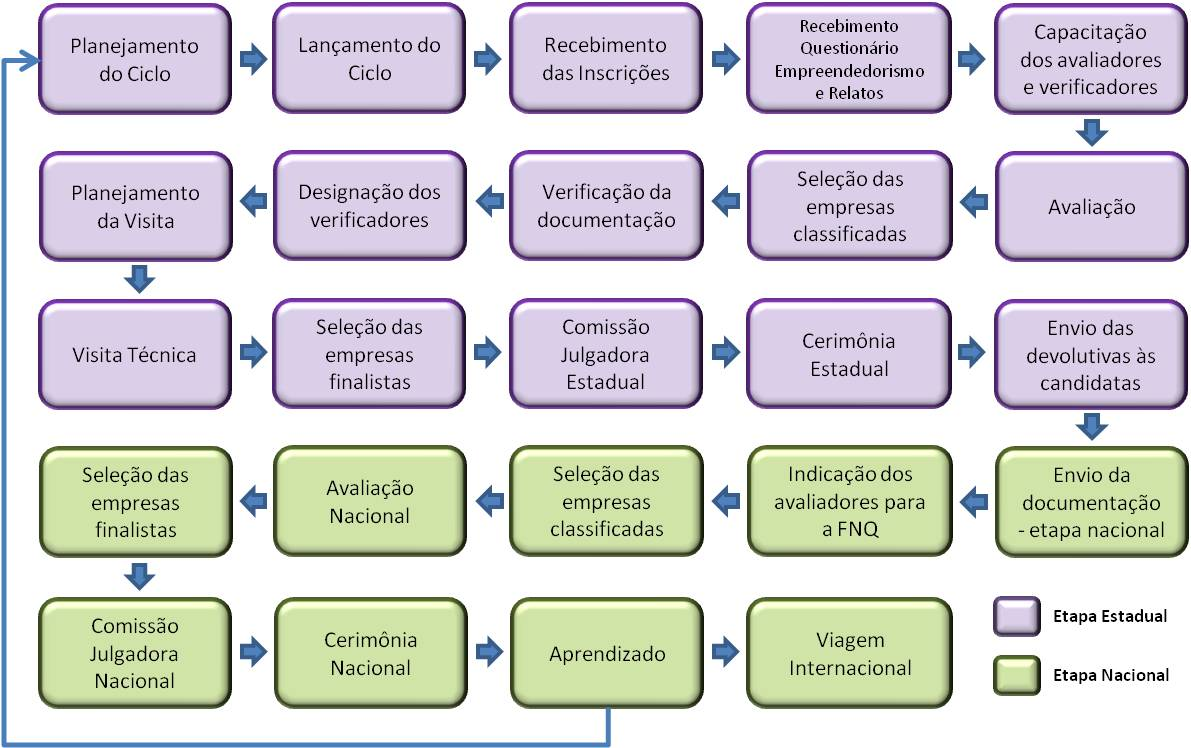 Planejamento
do Ciclo
Lançamento do
Ciclo
Recebimento
das Inscrições
Recebimento
Questionário
Empreendedorismo
e Relatos
Capacitação
dos avaliadores
e verificadores
Planejamento
da Visita
Designação dos
verificadores
Verificação da
documentação
Seleção das
empresas
classificadas
Avaliação
Visita Técnica
Seleção das
empresas
finalistas
Comissão
Julgadora
Estadual
Cerimônia
Estadual
Envio das
devolutivas às
candidatas
Seleção das
empresas
finalistas
Avaliação
Nacional
Seleção das
empresas
classificadas
Indicação dos
avaliadores para
a FNQ
Envio da
documentação
- etapa nacional
Comissão
Julgadora
Nacional
Cerimônia
Nacional
Aprendizado
Viagem
Internacional
Etapa Estadual
Etapa Nacional